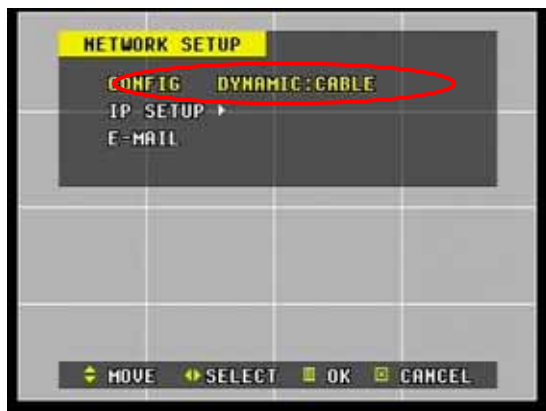 NETWORK SETUP
CONFIG DYNAMIC:CABLE
IP SETUP
E-MAIL
MOVE SELECT OK CANCEL